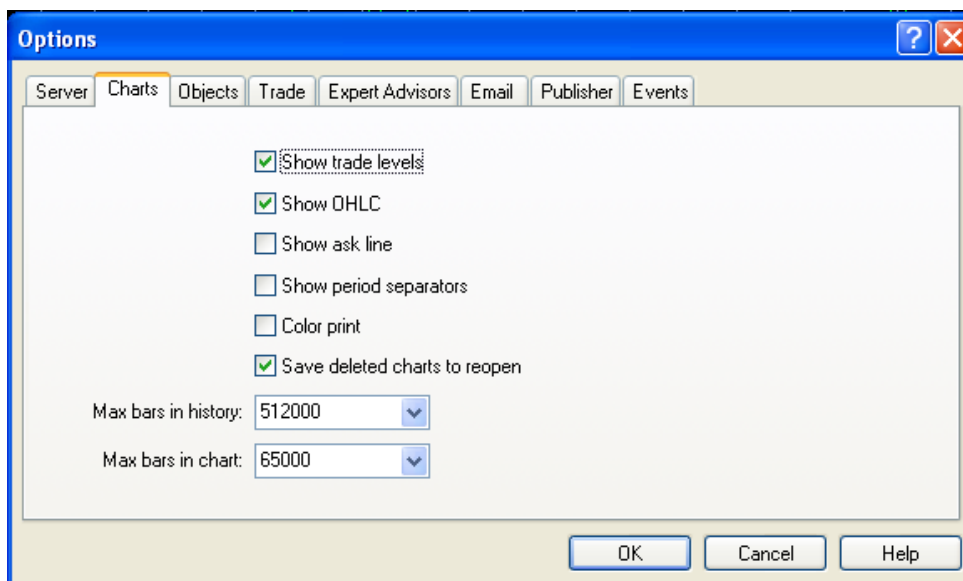 Options
Server Charts Objects Trade Expert Advisors Email Publisher Events
Show trade levels
Show OHLC
Show ask line
Show period separators
Color print
Save deleted charts to reopen
Max bars in history: 512000
Max bars in chart: 65000
OK Cancel Help